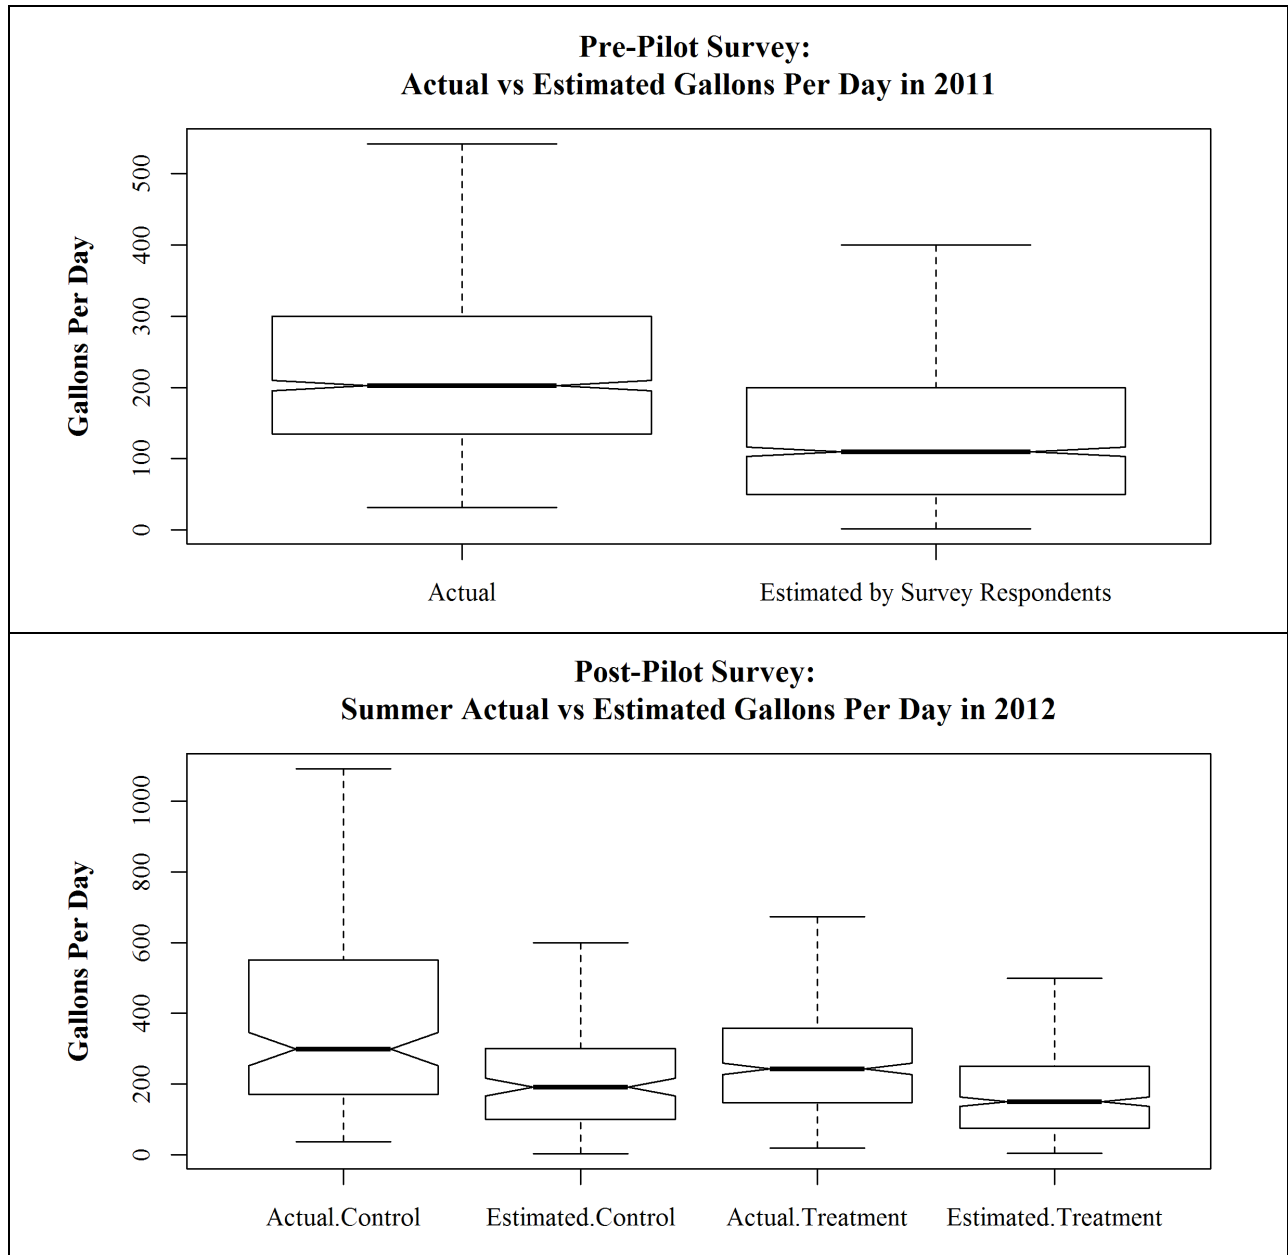 Pre-Pilot Survey:
Actual vs Estimated Gallons Per Day in 2011
Gallons Per Day
500
400
300
200
100
0
Actual
Estimated by Survey Respondents
Post-Pilot Survey:
Summer Actual vs Estimated Gallons Per Day in 2012
Gallons Per Day
1000
800
600
400
200
0
Actual.Control
Estimated.Control
Actual.Treatment
Estimated.Treatment